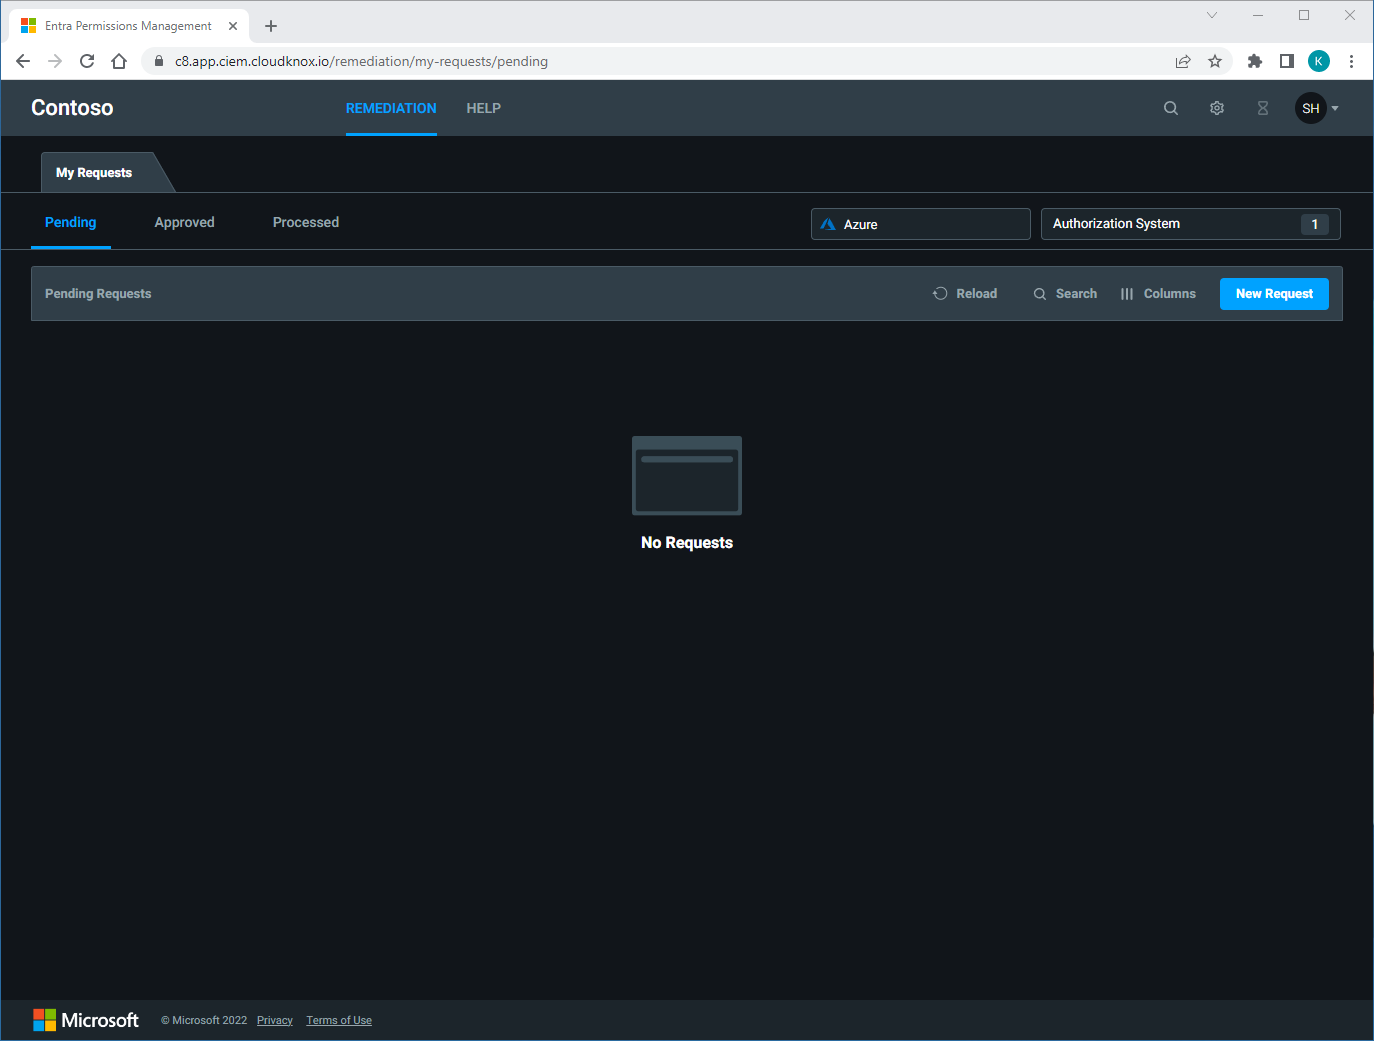 Entra Permissions Management
c8.app.ciem.cloudknox.io/remediation/my-requests/pending
K
Contoso
REMEDIATION
HELP
SH
My Requests
Pending
Approved
Processed
Azure
Authorization System
1
Pending Requests
Reload
Search
Columns
New Request
No Requests
Microsoft
© Microsoft 2022
Privacy
Terms of Use